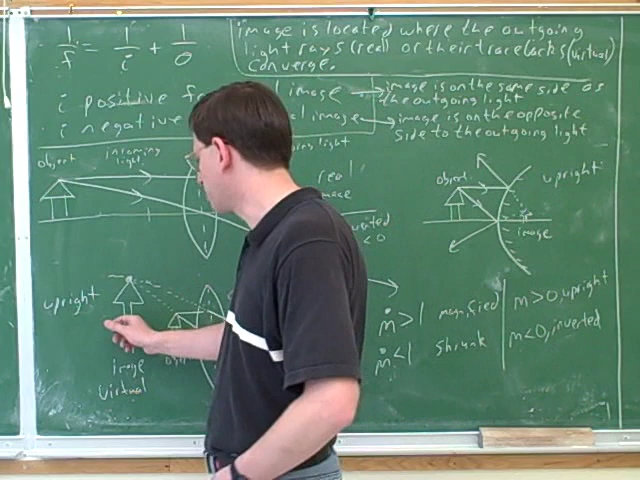 1/f = 1/i + 1/o
image is located where the outgoing
light rays (real) or their tracebacks (virtual)
converge.
i positive image → image is on the same side as
the outgoing light
i negative image → image is on the opposite
side to the outgoing light
object
incoming
light
light
real
image
inverted
< 0
object
upright
image
upright
image
virtual
m > 1 magnified
m < 1 shrunk
m > 0, upright
m < 0, inverted